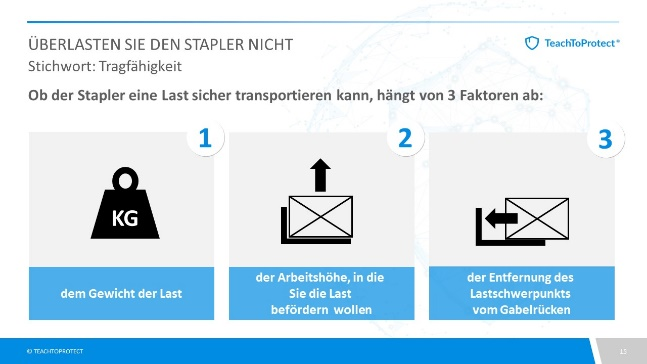 ÜBERLASTEN SIE DEN STAPLER NICHT
TeachToProtect®
Stichwort: Tragfähigkeit
Ob der Stapler eine Last sicher transportieren kann, hängt von 3 Faktoren ab:
1
2
3
KG
dem Gewicht der Last
der Arbeitshöhe, in die
Sie die Last
befördern wollen
der Entfernung des
Lastschwerpunkts
vom Gabelrücken
© TEACHTOPROTECT